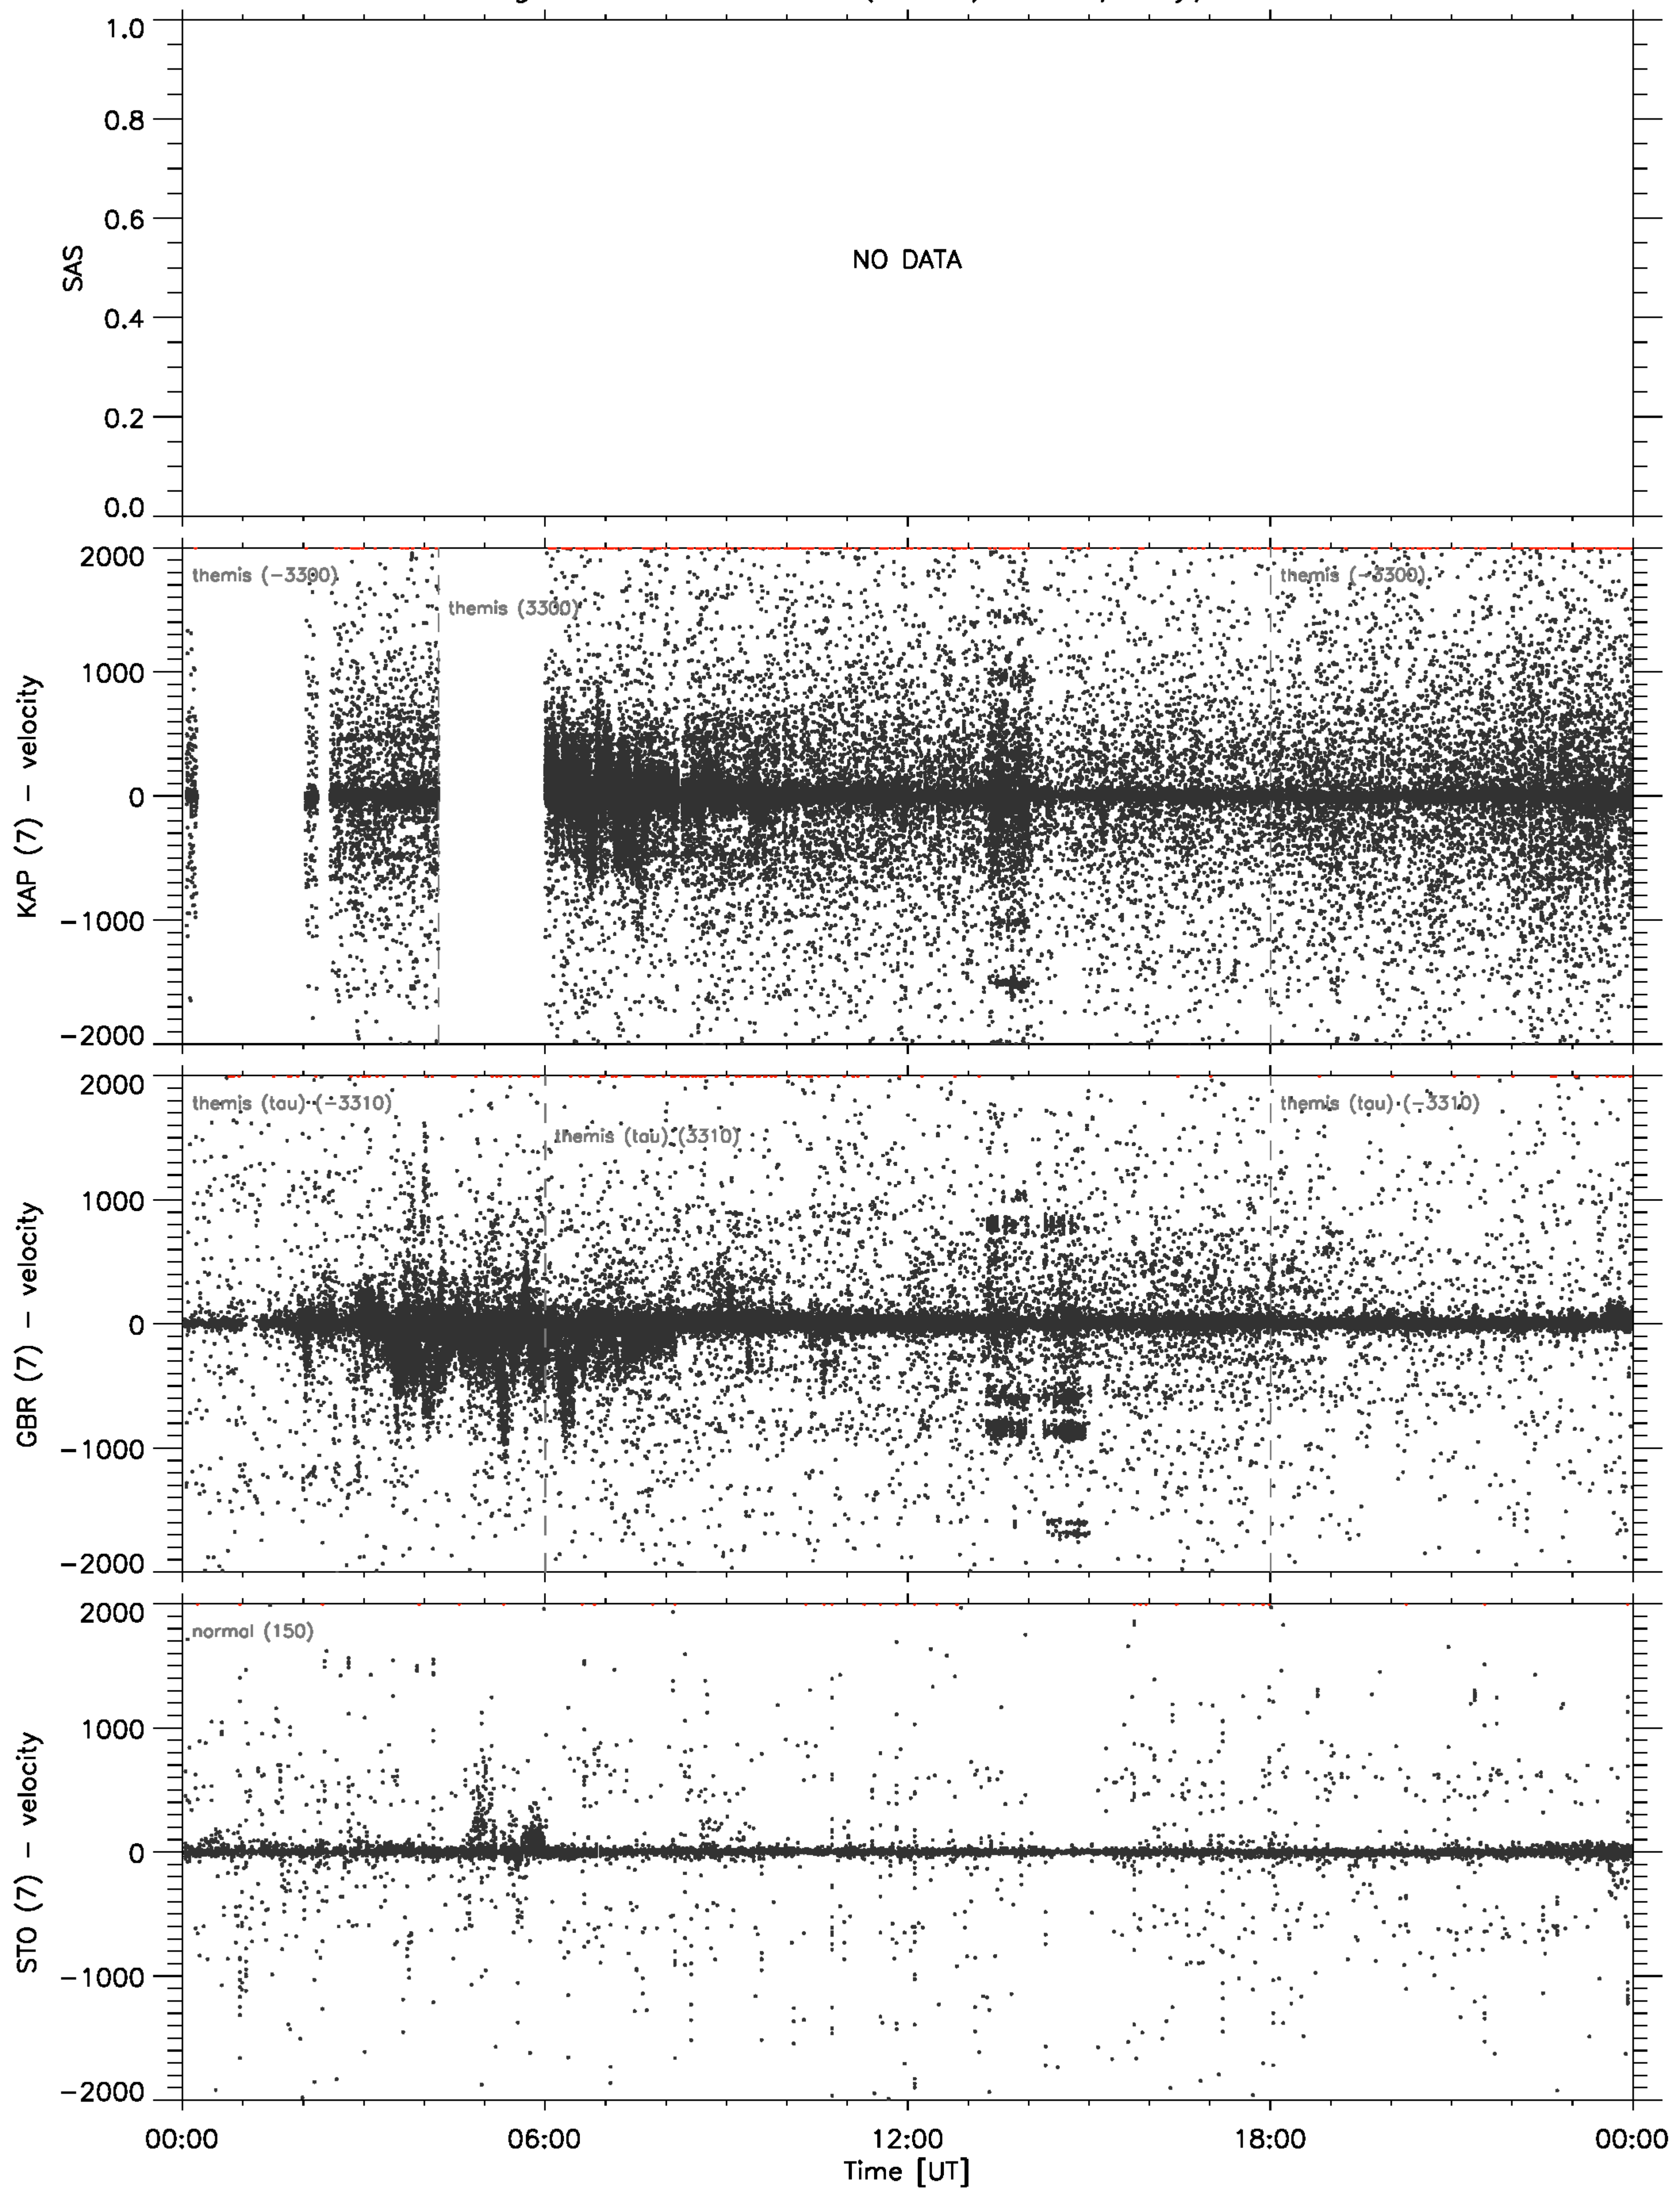 1.0
0.8
0.6
0.4
0.2
0.0
SAS
NO DATA
2000
1000
0
-1000
-2000
KAP (7) - velocity
themis (-3300)
themis (3300)
themis (-3300)
2000
1000
0
-1000
-2000
GBR (7) - velocity
themis (tau) (-3310)
themis (tau) (3310)
themis (tau) (-3310)
2000
1000
0
-1000
-2000
STO (7) - velocity
normal (150)
00:00 06:00 12:00 18:00 00:00
Time [UT]